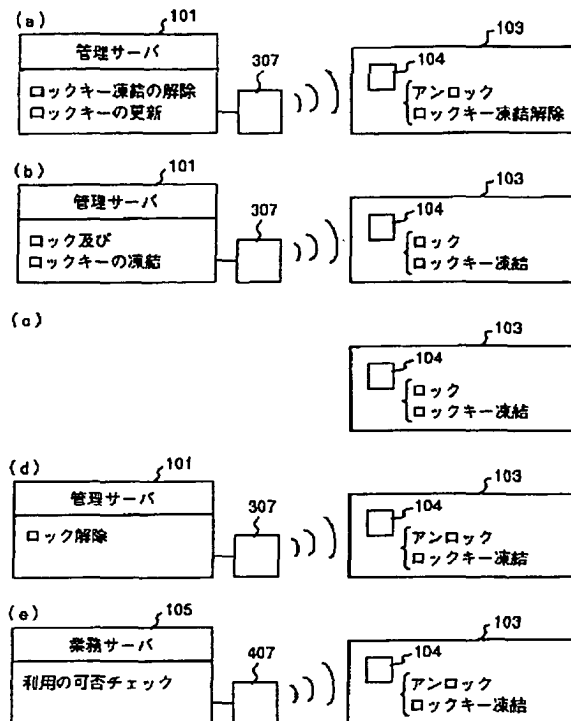 (a)
101
管理サーバ
ロックキー凍結の解除
ロックキーの更新
307
103
104
アンロック
ロックキー凍結解除
(b)
101
管理サーバ
ロック及び
ロックキーの凍結
307
103
104
ロック
ロックキー凍結
(c)
103
104
ロック
ロックキー凍結
(d)
101
管理サーバ
ロック解除
307
103
104
アンロック
ロックキー凍結
(e)
105
業務サーバ
利用の可否チェック
407
103
104
アンロック
ロックキー凍結